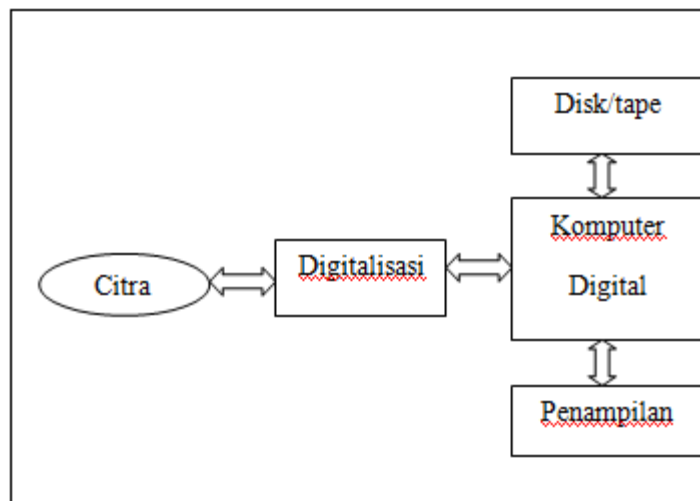 Disk/tape
Komputer
Digital
Digitalisasi
Citra
Penampilan